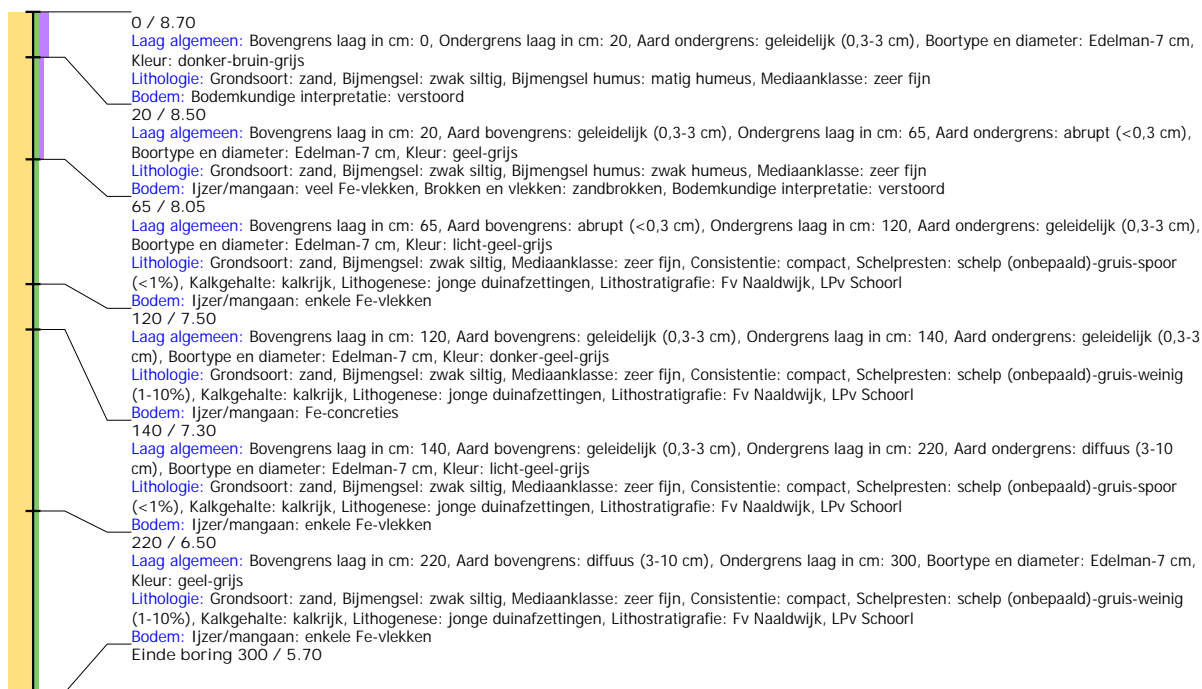 0 / 8.70
Laag algemeen: Bovengrens laag in cm: 0, Ondergrens laag in cm: 20, Aard ondergrens: geleidelijk (0,3-3 cm), Boortype en diameter: Edelman-7 cm,
Kleur: donker-bruin-grijs
Lithologie: Grondsoort: zand, Bijmengsel: zwak siltig, Bijmengsel humus: matig humeus, Mediaanklasse: zeer fijn
Bodem: Bodemkundige interpretatie: verstoord
20 / 8.50
Laag algemeen: Bovengrens laag in cm: 20, Aard bovengrens: geleidelijk (0,3-3 cm), Ondergrens laag in cm: 65, Aard ondergrens: abrupt (<0,3 cm),
Boortype en diameter: Edelman-7 cm, Kleur: geel-grijs
Lithologie: Grondsoort: zand, Bijmengsel: zwak siltig, Bijmengsel humus: zwak humeus, Mediaanklasse: zeer fijn
Bodem: Ijzer/mangaan: veel Fe-vlekken, Brokken en vlekken: zandbrokken, Bodemkundige interpretatie: verstoord
65 / 8.05
Laag algemeen: Bovengrens laag in cm: 65, Aard bovengrens: abrupt (<0,3 cm), Ondergrens laag in cm: 120, Aard ondergrens: geleidelijk (0,3-3 cm),
Boortype en diameter: Edelman-7 cm, Kleur: licht-geel-grijs
Lithologie: Grondsoort: zand, Bijmengsel: zwak siltig, Mediaanklasse: zeer fijn, Consistentie: compact, Schelpresten: schelp (onbepaald)-gruis-spoor
(<1%), Kalkgehalte: kalkrijk, Lithogenese: jonge duinafzettingen, Lithostratigrafie: Fv Naaldwijk, LPv Schoorl
Bodem: Ijzer/mangaan: enkele Fe-vlekken
120 / 7.50
Laag algemeen: Bovengrens laag in cm: 120, Aard bovengrens: geleidelijk (0,3-3 cm), Ondergrens laag in cm: 140, Aard ondergrens: geleidelijk (0,3-3
cm), Boortype en diameter: Edelman-7 cm, Kleur: donker-geel-grijs
Lithologie: Grondsoort: zand, Bijmengsel: zwak siltig, Mediaanklasse: zeer fijn, Consistentie: compact, Schelpresten: schelp (onbepaald)-gruis-weinig
(1-10%), Kalkgehalte: kalkrijk, Lithogenese: jonge duinafzettingen, Lithostratigrafie: Fv Naaldwijk, LPv Schoorl
Bodem: Ijzer/mangaan: Fe-concreties
140 / 7.30
Laag algemeen: Bovengrens laag in cm: 140, Aard bovengrens: geleidelijk (0,3-3 cm), Ondergrens laag in cm: 220, Aard ondergrens: diffuus (3-10
cm), Boortype en diameter: Edelman-7 cm, Kleur: licht-geel-grijs
Lithologie: Grondsoort: zand, Bijmengsel: zwak siltig, Mediaanklasse: zeer fijn, Consistentie: compact, Schelpresten: schelp (onbepaald)-gruis-spoor
(<1%), Kalkgehalte: kalkrijk, Lithogenese: jonge duinafzettingen, Lithostratigrafie: Fv Naaldwijk, LPv Schoorl
Bodem: Ijzer/mangaan: enkele Fe-vlekken
220 / 6.50
Laag algemeen: Bovengrens laag in cm: 220, Aard bovengrens: diffuus (3-10 cm), Ondergrens laag in cm: 300, Boortype en diameter: Edelman-7 cm,
Kleur: geel-grijs
Lithologie: Grondsoort: zand, Bijmengsel: zwak siltig, Mediaanklasse: zeer fijn, Consistentie: compact, Schelpresten: schelp (onbepaald)-gruis-weinig
(1-10%), Kalkgehalte: kalkrijk, Lithogenese: jonge duinafzettingen, Lithostratigrafie: Fv Naaldwijk, LPv Schoorl
Bodem: Ijzer/mangaan: enkele Fe-vlekken
Einde boring 300 / 5.70